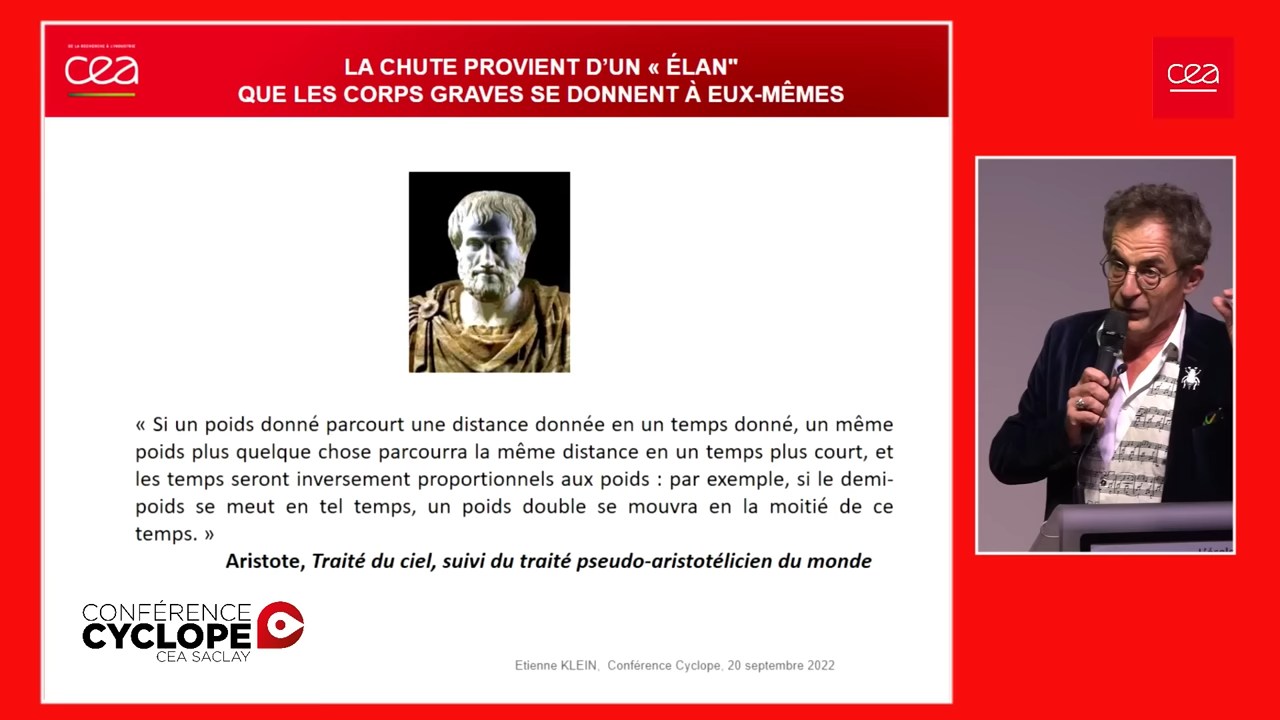 DE LA RECHERCHE À L'INDUSTRIE
cea
LA CHUTE PROVIENT D'UN « ÉLAN"
QUE LES CORPS GRAVES SE DONNENT À EUX-MÊMES
cea
« Si un poids donné parcourt une distance donnée en un temps donné, un même
poids plus quelque chose parcourra la même distance en un temps plus court, et
les temps seront inversement proportionnels aux poids : par exemple, si le demi-
poids se meut en tel temps, un poids double se mouvra en la moitié de ce
temps. »
Aristote, Traité du ciel, suivi du traité pseudo-aristotélicien du monde
CONFÉRENCE
CYCLOPE
CEA SACLAY
Etienne KLEIN, Conférence Cyclope, 20 septembre 2022